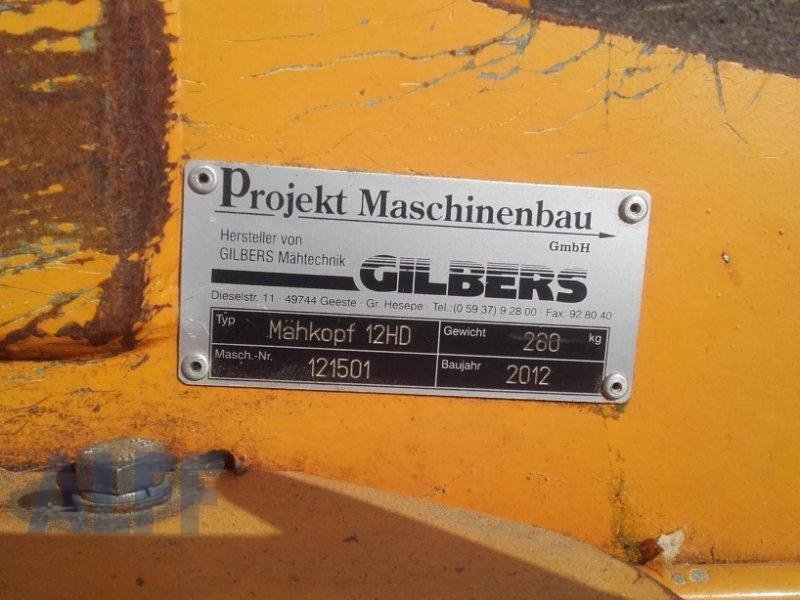 Projekt Maschinenbau
GmbH
Hersteller von
GILBERS Mähtechnik
GILBERS
Dieselstr. 11 - 49744 Geeste - Gr. Hesepe - Tel.:(0 59 37) 9 28 00 - Fax: 92 80 40
Typ Mähkopf 12HD Gewicht 280 kg
Masch.-Nr. 121501 Baujahr 2012